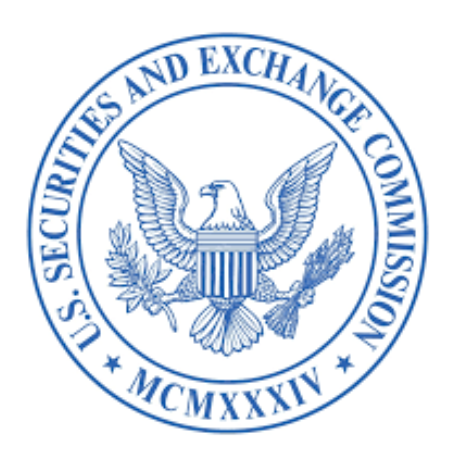 U.S. SECURITIES AND EXCHANGE COMMISSION
MCMXXXIV